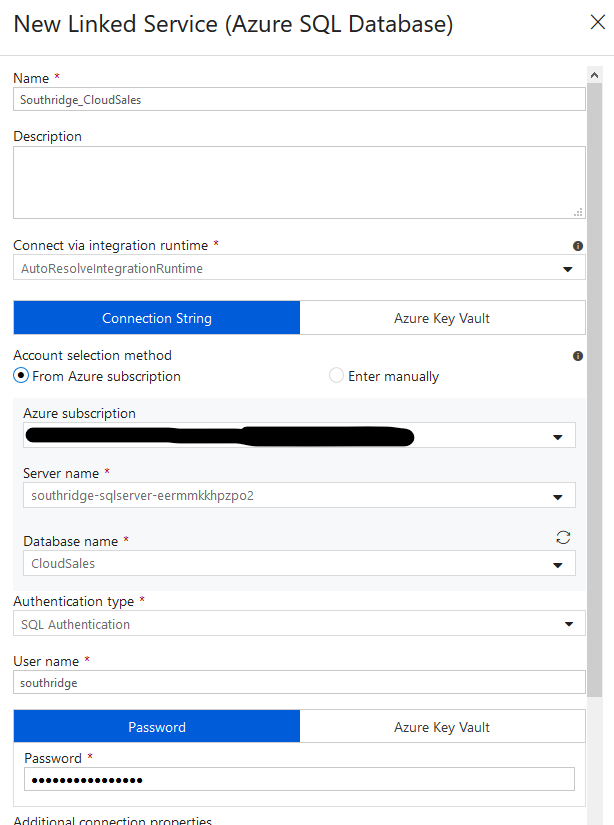 New Linked Service (Azure SQL Database)
Name *
Southridge_CloudSales
Description
Connect via integration runtime *
AutoResolveIntegrationRuntime
Connection String Azure Key Vault
Account selection method
From Azure subscription Enter manually
Azure subscription
Server name *
southridge-sqlserver-eermmkkhpzpo2
Database name *
CloudSales
Authentication type *
SQL Authentication
User name *
southridge
Password Azure Key Vault
Password *
••••••••••••••••
Additional connection properties